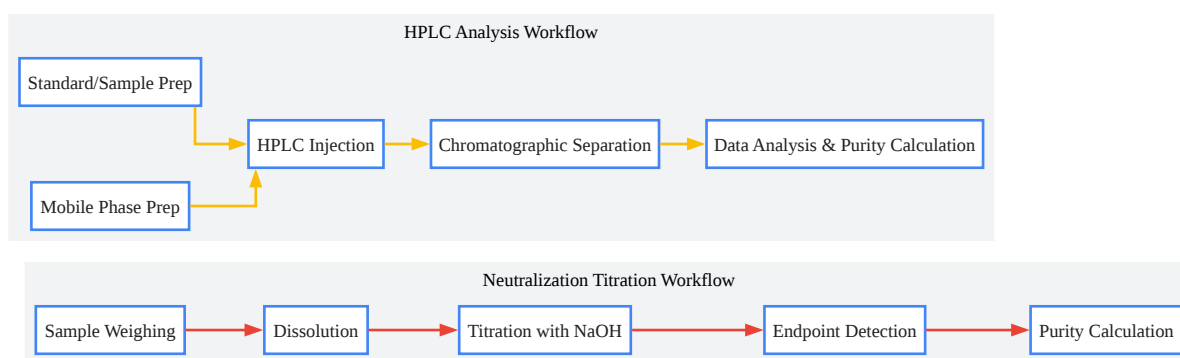 HPLC Analysis Workflow
Standard/Sample Prep
HPLC Injection
Chromatographic Separation
Data Analysis & Purity Calculation
Mobile Phase Prep
Neutralization Titration Workflow
Sample Weighing
Dissolution
Titration with NaOH
Endpoint Detection
Purity Calculation